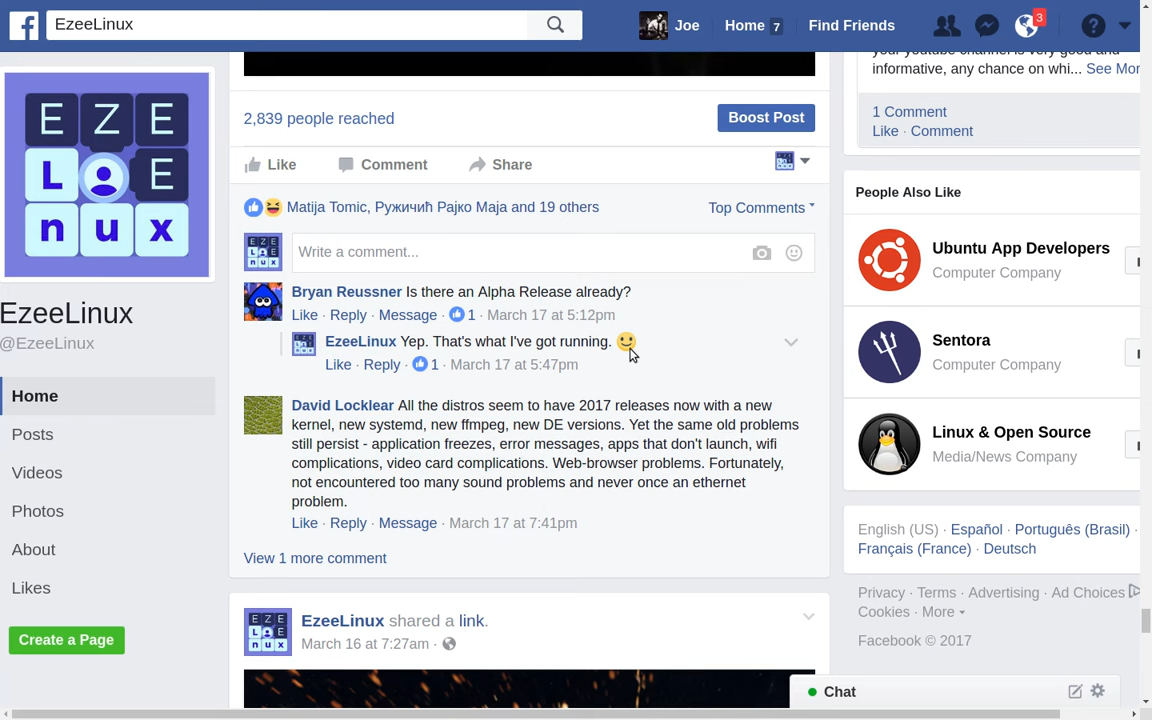 EzeeLinux
Joe
Home 7
Find Friends
3
E Z E
L E
n u x
EzeeLinux
@EzeeLinux
Home
Posts
Videos
Photos
About
Likes
Create a Page
2,839 people reached
Boost Post
Like Comment Share
Matija Tomic, Ружичић Рајко Маја and 19 others
Top Comments
Write a comment...
Bryan Reussner Is there an Alpha Release already?
Like · Reply · Message · 1 · March 17 at 5:12pm
EzeeLinux Yep. That's what I've got running.
Like · Reply · 1 · March 17 at 5:47pm
David Locklear All the distros seem to have 2017 releases now with a new
kernel, new systemd, new ffmpeg, new DE versions. Yet the same old problems
still persist - application freezes, error messages, apps that don't launch, wifi
complications, video card complications. Web-browser problems. Fortunately,
not encountered too many sound problems and never once an ethernet
problem.
Like · Reply · Message · March 17 at 7:41pm
View 1 more comment
EzeeLinux shared a link.
March 16 at 7:27am ·
your youtube channel is very good and
informative, any chance on whi... See Mor
1 Comment
Like · Comment
People Also Like
Ubuntu App Developers
Computer Company
Sentora
Computer Company
Linux & Open Source
Media/News Company
English (US) · Español · Português (Brasil) ·
Français (France) · Deutsch
Privacy · Terms · Advertising · Ad Choices
Cookies · More
Facebook © 2017
Chat